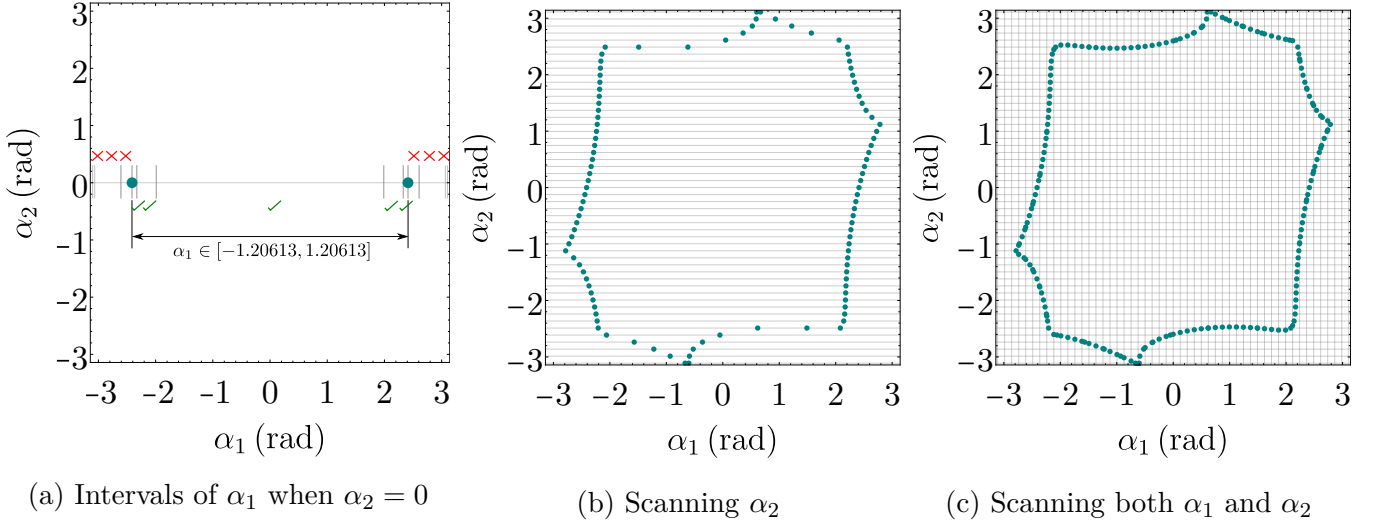 3
2
1
0
−1
−2
−3
α₂ (rad)
α₁ ∈ [−1.20613, 1.20613]
−3 −2 −1 0 1 2 3
α₁ (rad)
(a) Intervals of α₁ when α₂ = 0
3
2
1
0
−1
−2
−3
α₂ (rad)
−3 −2 −1 0 1 2 3
α₁ (rad)
(b) Scanning α₂
3
2
1
0
−1
−2
−3
α₂ (rad)
−3 −2 −1 0 1 2 3
α₁ (rad)
(c) Scanning both α₁ and α₂